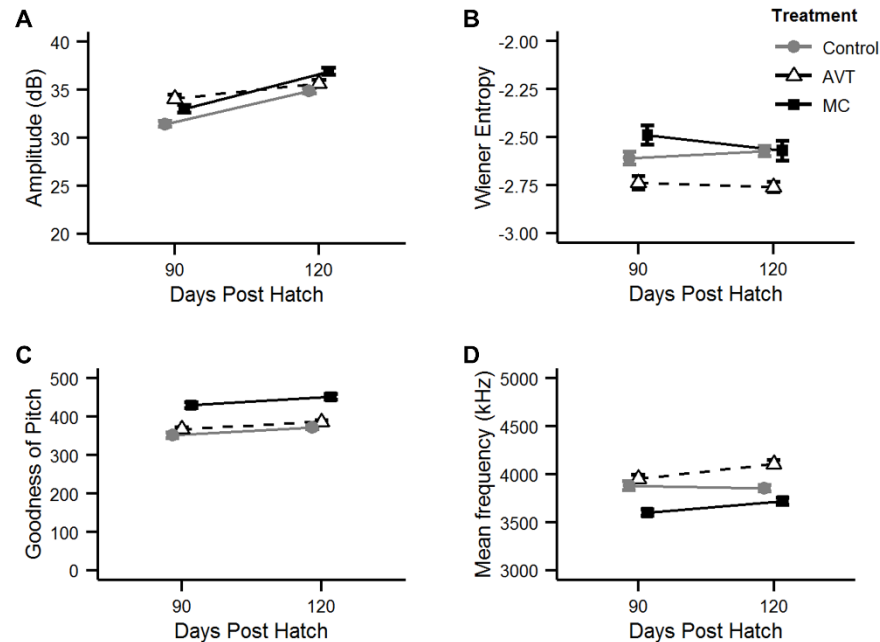 A
Amplitude (dB)
40
35
30
25
20
90
120
Days Post Hatch
B
Treatment
Control
AVT
MC
Wiener Entropy
-2.00
-2.25
-2.50
-2.75
-3.00
90
120
Days Post Hatch
C
Goodness of Pitch
500
400
300
200
100
0
90
120
Days Post Hatch
D
Mean frequency (kHz)
5000
4500
4000
3500
3000
90
120
Days Post Hatch